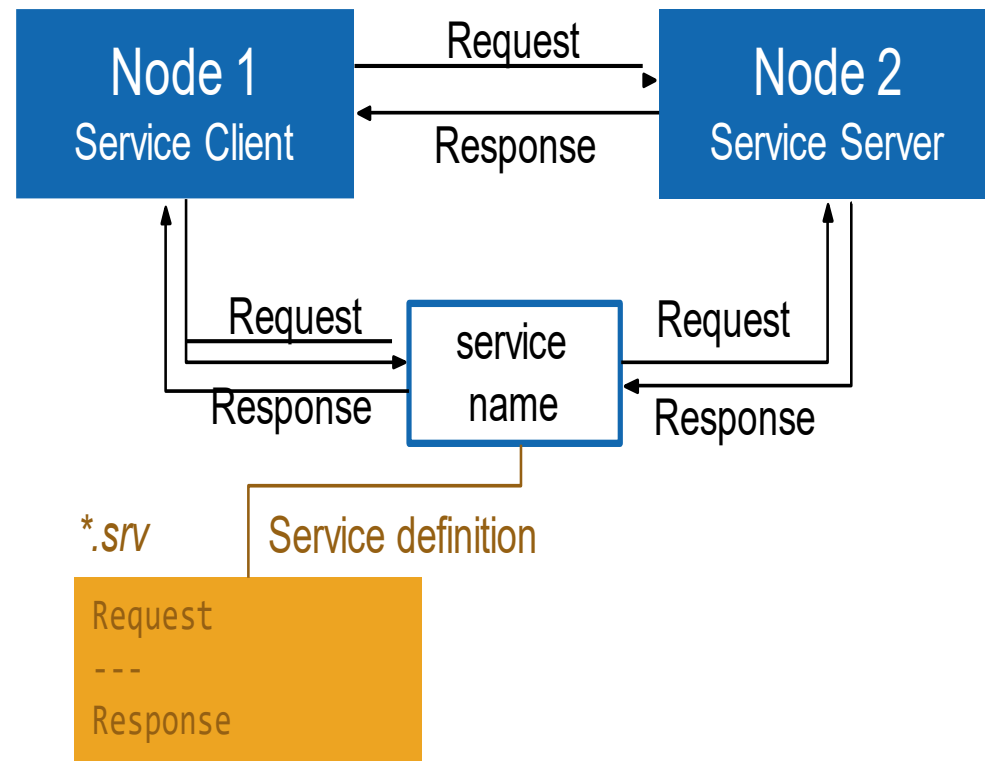 Node 1
Service Client
Request
Response
Node 2
Service Server
Request
Response
service
name
Request
Response
*.srv
Service definition
Request
---
Response